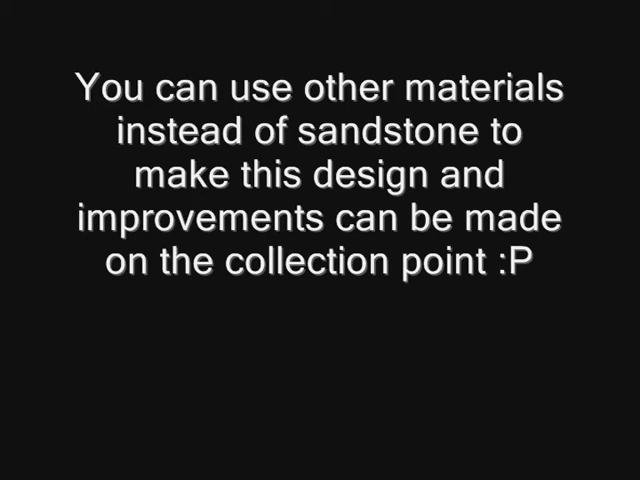 You can use other materials
instead of sandstone to
make this design and
improvements can be made
on the collection point :P